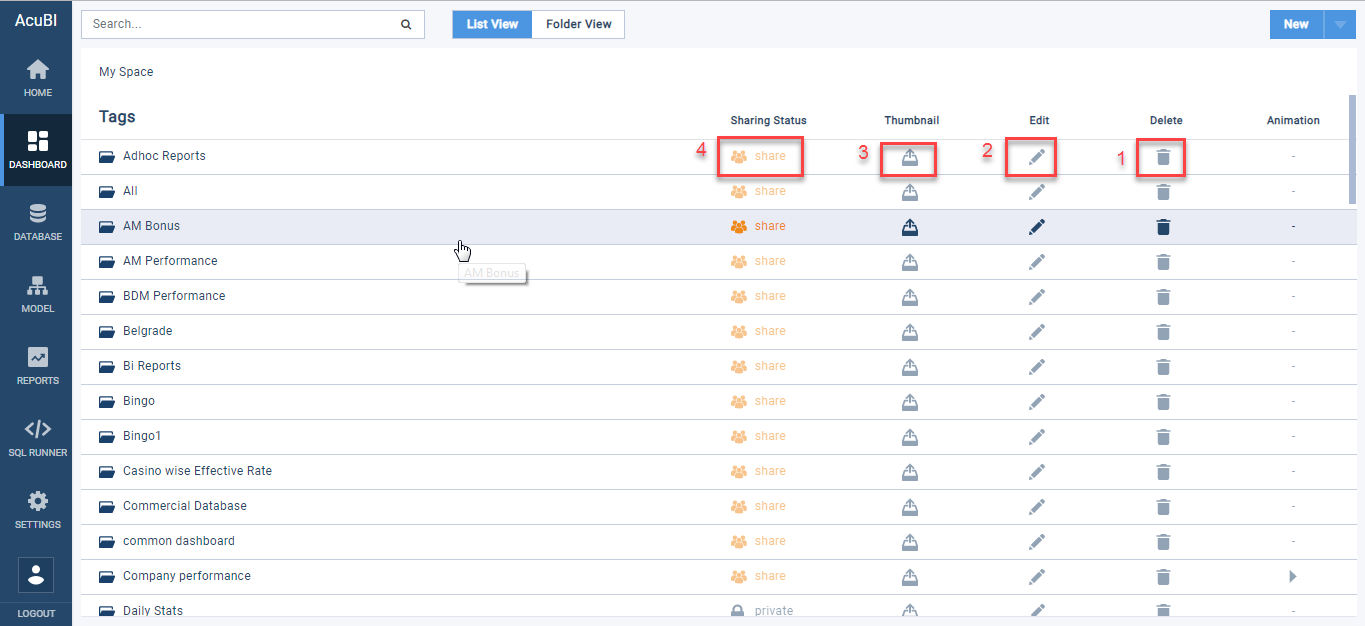 AcuBI
Search...
List View Folder View
New
HOME
DASHBOARD
DATABASE
MODEL
REPORTS
SQL RUNNER
SETTINGS
LOGOUT
My Space
Tags Sharing Status Thumbnail Edit Delete Animation
Adhoc Reports 4 share 3 2 1 -
All share -
AM Bonus share -
AM Bonus
AM Performance share -
BDM Performance share -
Belgrade share -
Bi Reports share -
Bingo share -
Bingo1 share -
Casino wise Effective Rate share -
Commercial Database share -
common dashboard share -
Company performance share
Daily Stats private -